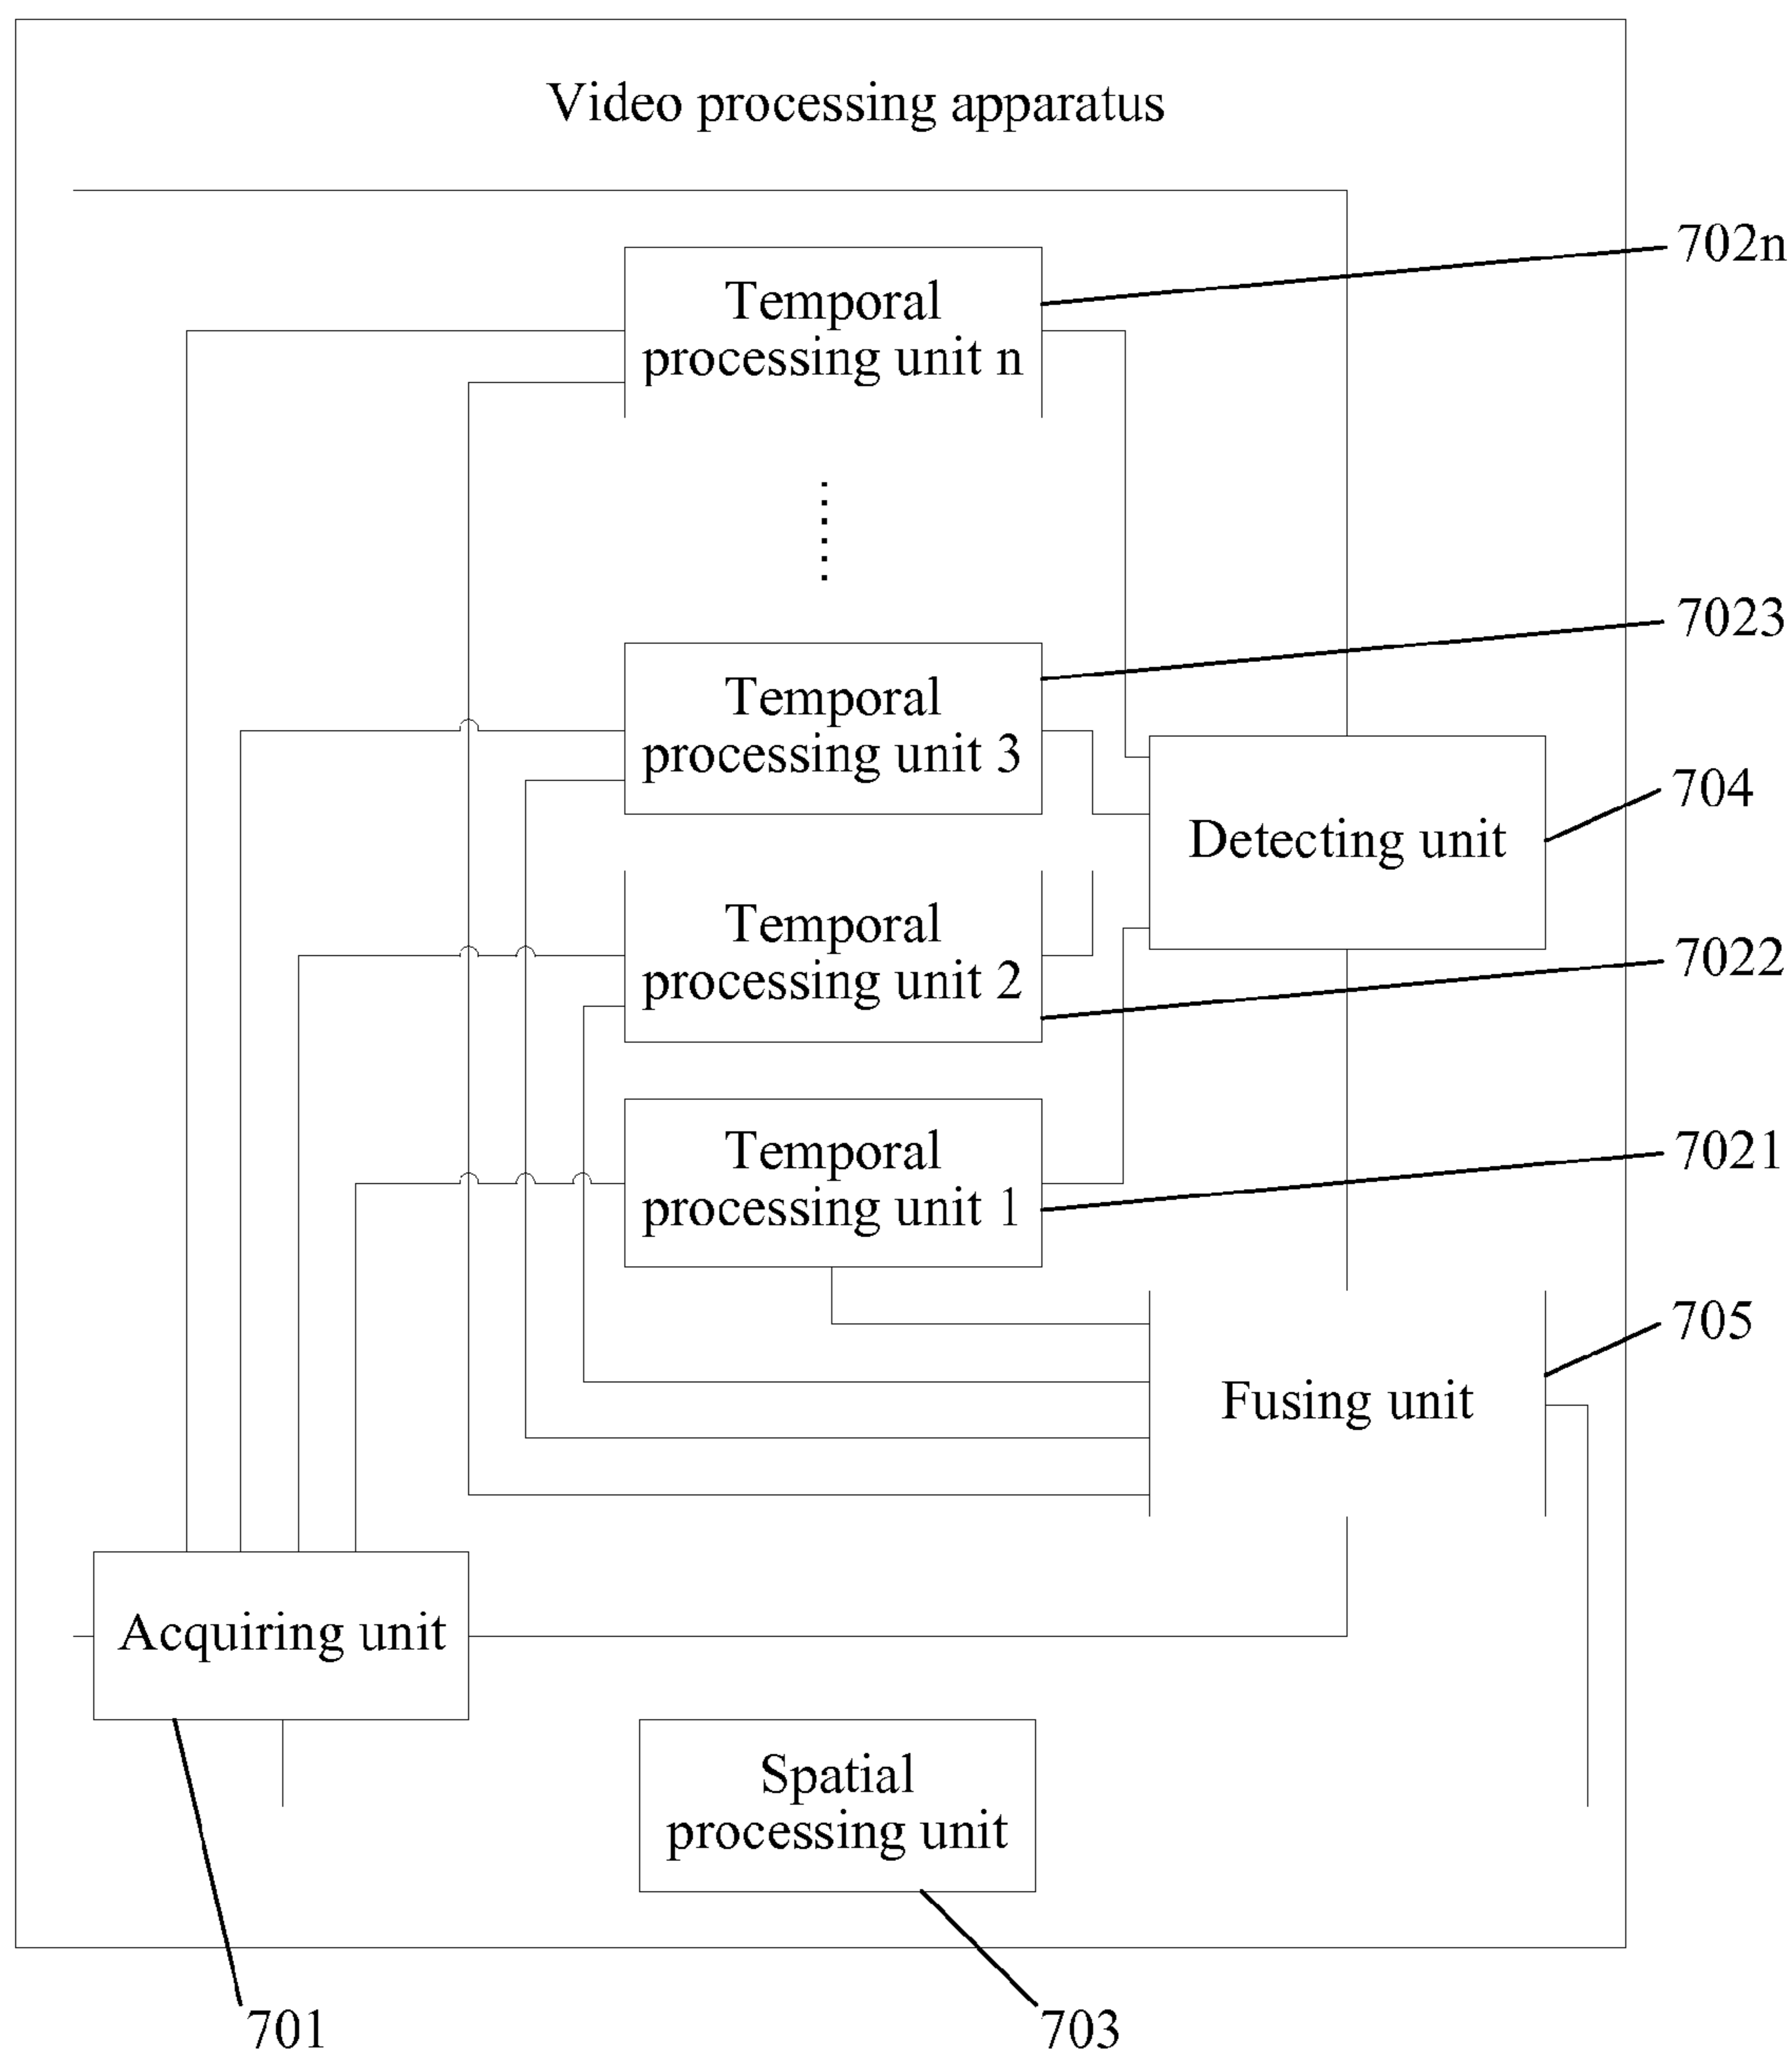 Video processing apparatus
702n
Temporal
processing unit n
7023
Temporal
processing unit 3
704
Detecting unit
Temporal
processing unit 2
7022
Temporal
processing unit 1
7021
705
Fusing unit
Acquiring unit
Spatial
processing unit
701
703